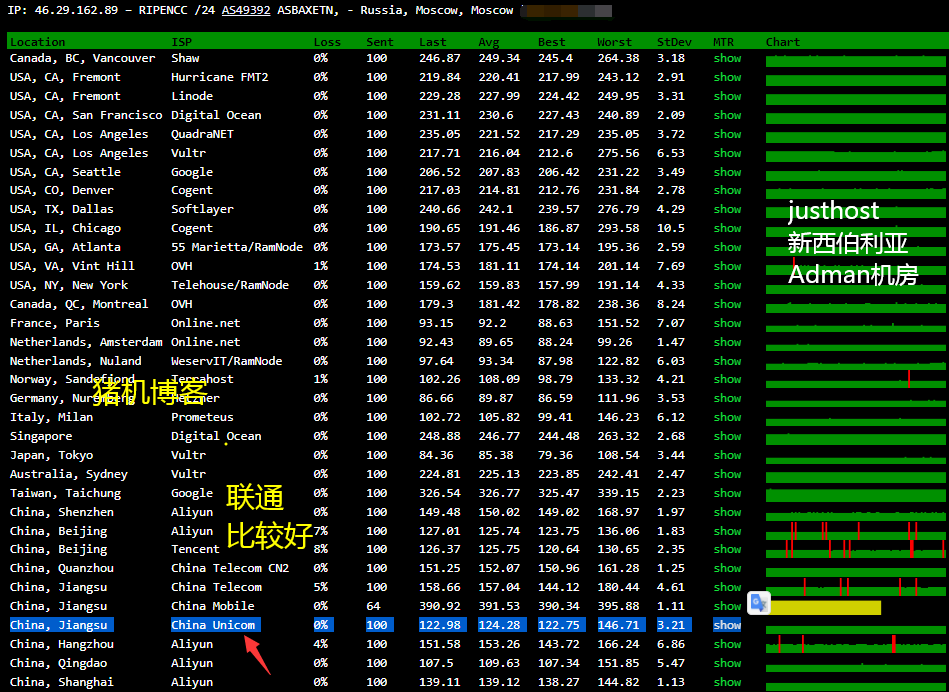 IP: 46.29.162.89 – RIPENCC /24 AS49392 ASBAXETN, - Russia, Moscow, Moscow
Location ISP Loss Sent Last Avg Best Worst StDev MTR Chart
Canada, BC, Vancouver Shaw 0% 100 246.87 249.34 245.4 264.38 3.18 show
USA, CA, Fremont Hurricane FMT2 0% 100 219.84 220.41 217.99 243.12 2.91 show
USA, CA, Fremont Linode 0% 100 229.28 227.99 224.42 249.95 3.31 show
USA, CA, San Francisco Digital Ocean 0% 100 231.11 230.6 227.43 240.89 2.09 show
USA, CA, Los Angeles QuadraNET 0% 100 235.05 221.52 217.29 235.05 3.72 show
USA, CA, Los Angeles Vultr 0% 100 217.71 216.04 212.6 275.56 6.53 show
USA, CA, Seattle Google 0% 100 206.52 207.83 206.42 231.22 3.49 show
USA, CO, Denver Cogent 0% 100 217.03 214.81 212.76 231.84 2.78 show
USA, TX, Dallas Softlayer 0% 100 240.66 242.1 239.57 276.79 4.29 show
justhost
USA, IL, Chicago Cogent 0% 100 190.65 191.46 186.87 293.58 10.5 show
新西伯利亚
USA, GA, Atlanta 55 Marietta/RamNode 0% 100 173.57 175.45 173.14 195.36 2.59 show
USA, VA, Vint Hill OVH 1% 100 174.53 181.11 174.14 201.14 7.69 show
Adman机房
USA, NY, New York Telehouse/RamNode 0% 100 159.62 159.83 157.99 191.14 4.33 show
Canada, QC, Montreal OVH 0% 100 179.3 181.42 178.82 238.36 8.24 show
France, Paris Online.net 0% 100 93.15 92.2 88.63 151.52 7.07 show
Netherlands, Amsterdam Online.net 0% 100 92.43 89.65 88.24 99.26 1.47 show
Netherlands, Nuland WeservIT/RamNode 0% 100 97.64 93.34 87.98 122.82 6.03 show
Norway, Sandefjord Terrahost 1% 100 102.26 108.09 98.79 133.32 4.21 show
猪机博客
Germany, Nuremberg Hetzner 0% 100 86.66 89.87 86.59 111.96 3.53 show
Italy, Milan Prometeus 0% 100 102.72 105.82 99.41 146.23 6.12 show
Singapore Digital Ocean 0% 100 248.88 246.77 244.48 263.32 2.68 show
Japan, Tokyo Vultr 0% 100 84.36 85.38 79.36 108.54 3.44 show
Australia, Sydney Vultr 0% 100 224.81 225.13 223.85 242.41 2.47 show
Taiwan, Taichung Google 0% 100 326.54 326.77 325.47 339.15 2.23 show
联通
China, Shenzhen Aliyun 0% 100 149.48 150.02 149.02 168.97 1.97 show
China, Beijing Aliyun 7% 100 127.01 125.74 123.75 136.06 1.83 show
比较好
China, Beijing Tencent 8% 100 126.37 125.75 120.64 130.65 2.35 show
China, Quanzhou China Telecom CN2 0% 100 151.25 152.07 150.96 161.28 1.25 show
China, Jiangsu China Telecom 5% 100 158.66 157.04 144.12 180.44 4.61 show
China, Jiangsu China Mobile 0% 64 390.92 391.53 390.34 395.88 1.11 show
China, Jiangsu China Unicom 0% 100 122.98 124.28 122.75 146.71 3.21 show
China, Hangzhou Aliyun 4% 100 151.58 153.26 143.72 166.24 6.86 show
China, Qingdao Aliyun 0% 100 107.5 109.63 107.34 151.85 5.47 show
China, Shanghai Aliyun 0% 100 139.11 139.12 138.27 144.82 1.13 show